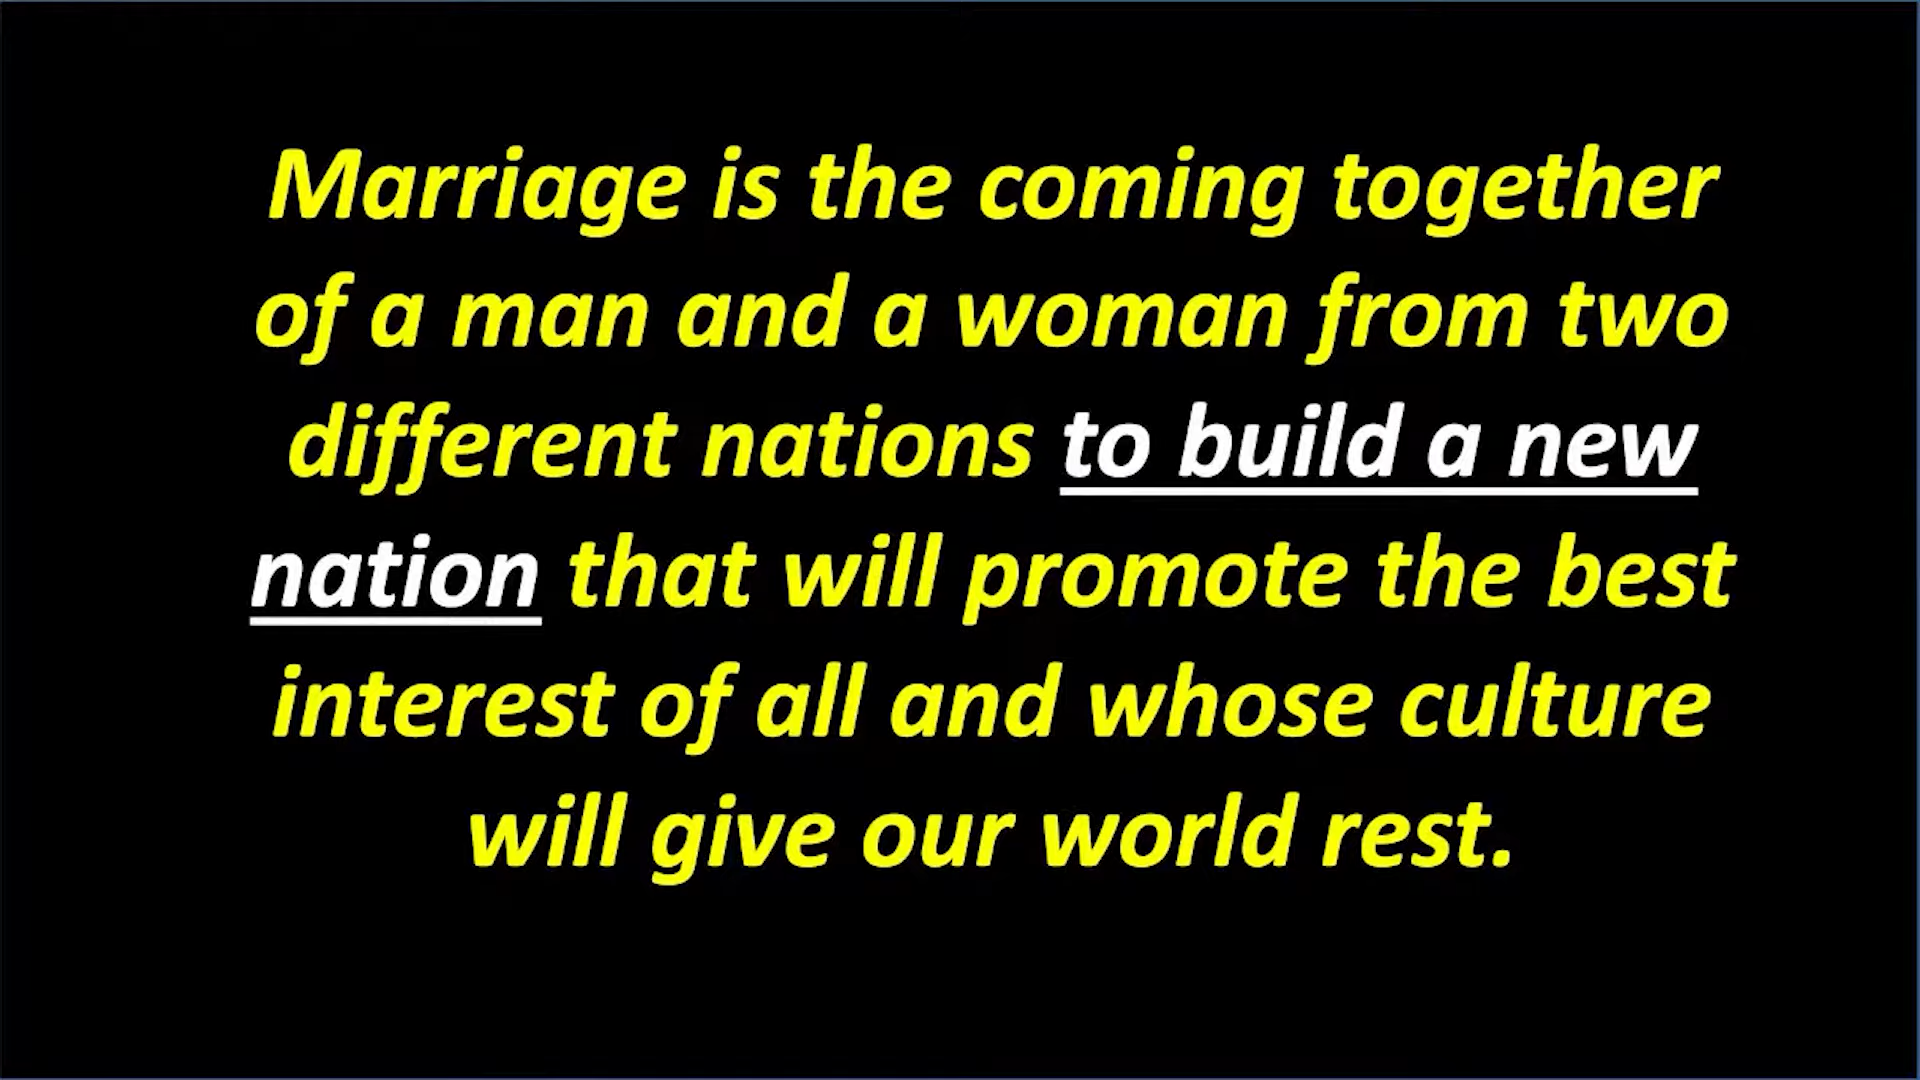 Marriage is the coming together
of a man and a woman from two
different nations to build a new
nation that will promote the best
interest of all and whose culture
will give our world rest.